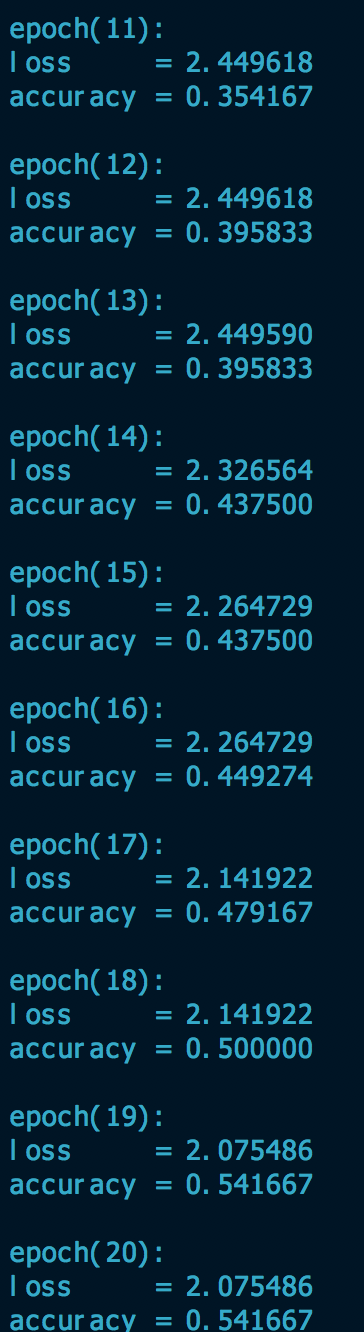 epoch(11):
loss = 2.449618
accuracy = 0.354167
epoch(12):
loss = 2.449618
accuracy = 0.395833
epoch(13):
loss = 2.449590
accuracy = 0.395833
epoch(14):
loss = 2.326564
accuracy = 0.437500
epoch(15):
loss = 2.264729
accuracy = 0.437500
epoch(16):
loss = 2.264729
accuracy = 0.449274
epoch(17):
loss = 2.141922
accuracy = 0.479167
epoch(18):
loss = 2.141922
accuracy = 0.500000
epoch(19):
loss = 2.075486
accuracy = 0.541667
epoch(20):
loss = 2.075486
accuracy = 0.541667